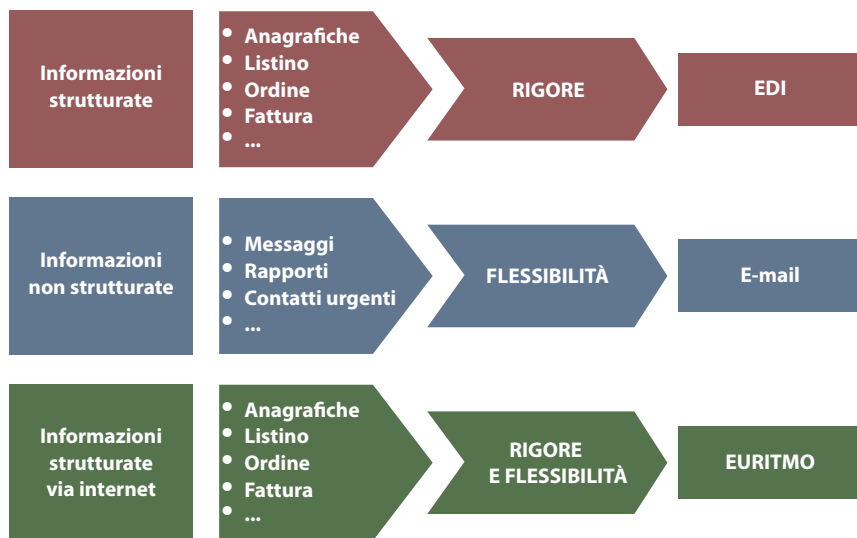 Informazioni
strutturate
• Anagrafiche
• Listino
• Ordine
• Fattura
• ...
RIGORE
EDI
Informazioni
non strutturate
• Messaggi
• Rapporti
• Contatti urgenti
• ...
FLESSIBILITÀ
E-mail
Informazioni
strutturate
via internet
• Anagrafiche
• Listino
• Ordine
• Fattura
• ...
RIGORE
E FLESSIBILITÀ
EURITMO